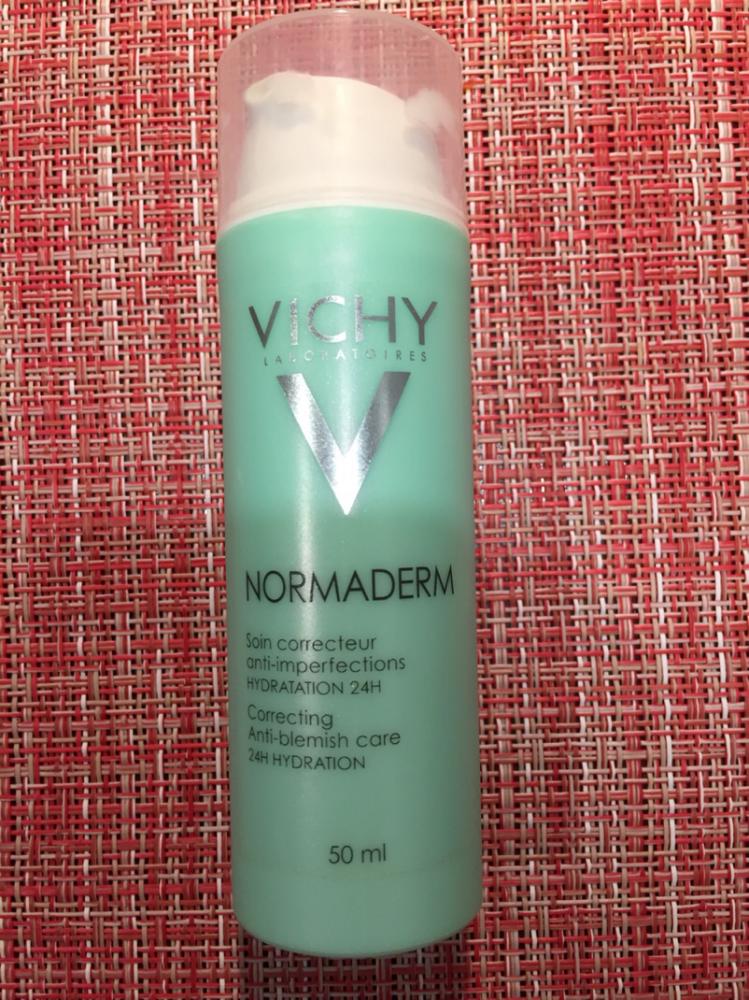 VICHY
LABORATOIRES
V
NORMADERM
Soin correcteur
anti-imperfections
HYDRATATION 24H
Correcting
Anti-blemish care
24H HYDRATION
50 ml